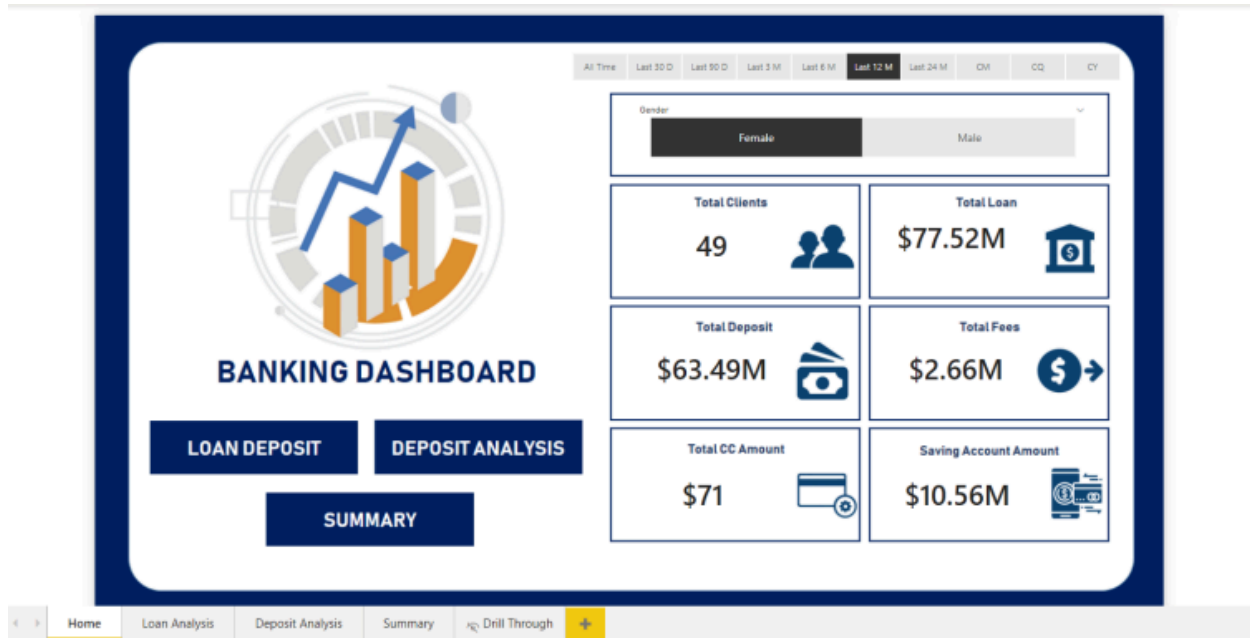 All Time Last 30 D Last 90 D Last 3 M Last 6 M Last 12 M Last 24 M CM CQ CY
Gender
Female Male
Total Clients
49
Total Loan
$77.52M
$
Total Deposit
$63.49M
Total Fees
$2.66M
$
BANKING DASHBOARD
LOAN DEPOSIT
DEPOSIT ANALYSIS
SUMMARY
Total CC Amount
$71
Saving Account Amount
$10.56M
$
Home Loan Analysis Deposit Analysis Summary Drill Through +